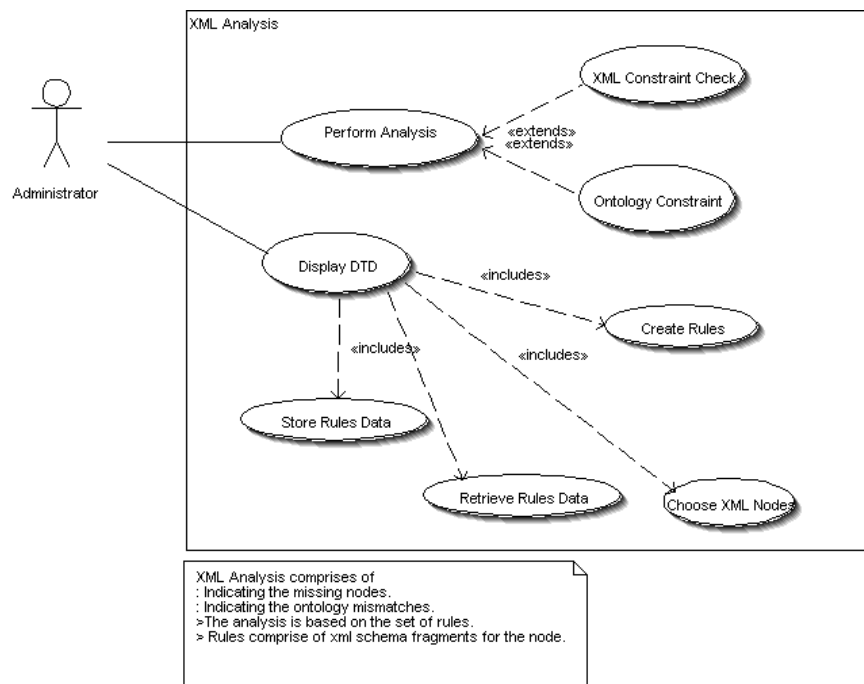 XML Analysis
XML Constraint Check
Perform Analysis
«extends»
«extends»
Administrator
Ontology Constraint
Display DTD
«includes»
Create Rules
«includes»
«includes»
Store Rules Data
Retrieve Rules Data
Choose XML Nodes
XML Analysis comprises of
: Indicating the missing nodes.
: Indicating the ontology mismatches.
>The analysis is based on the set of rules.
> Rules comprise of xml schema fragments for the node.